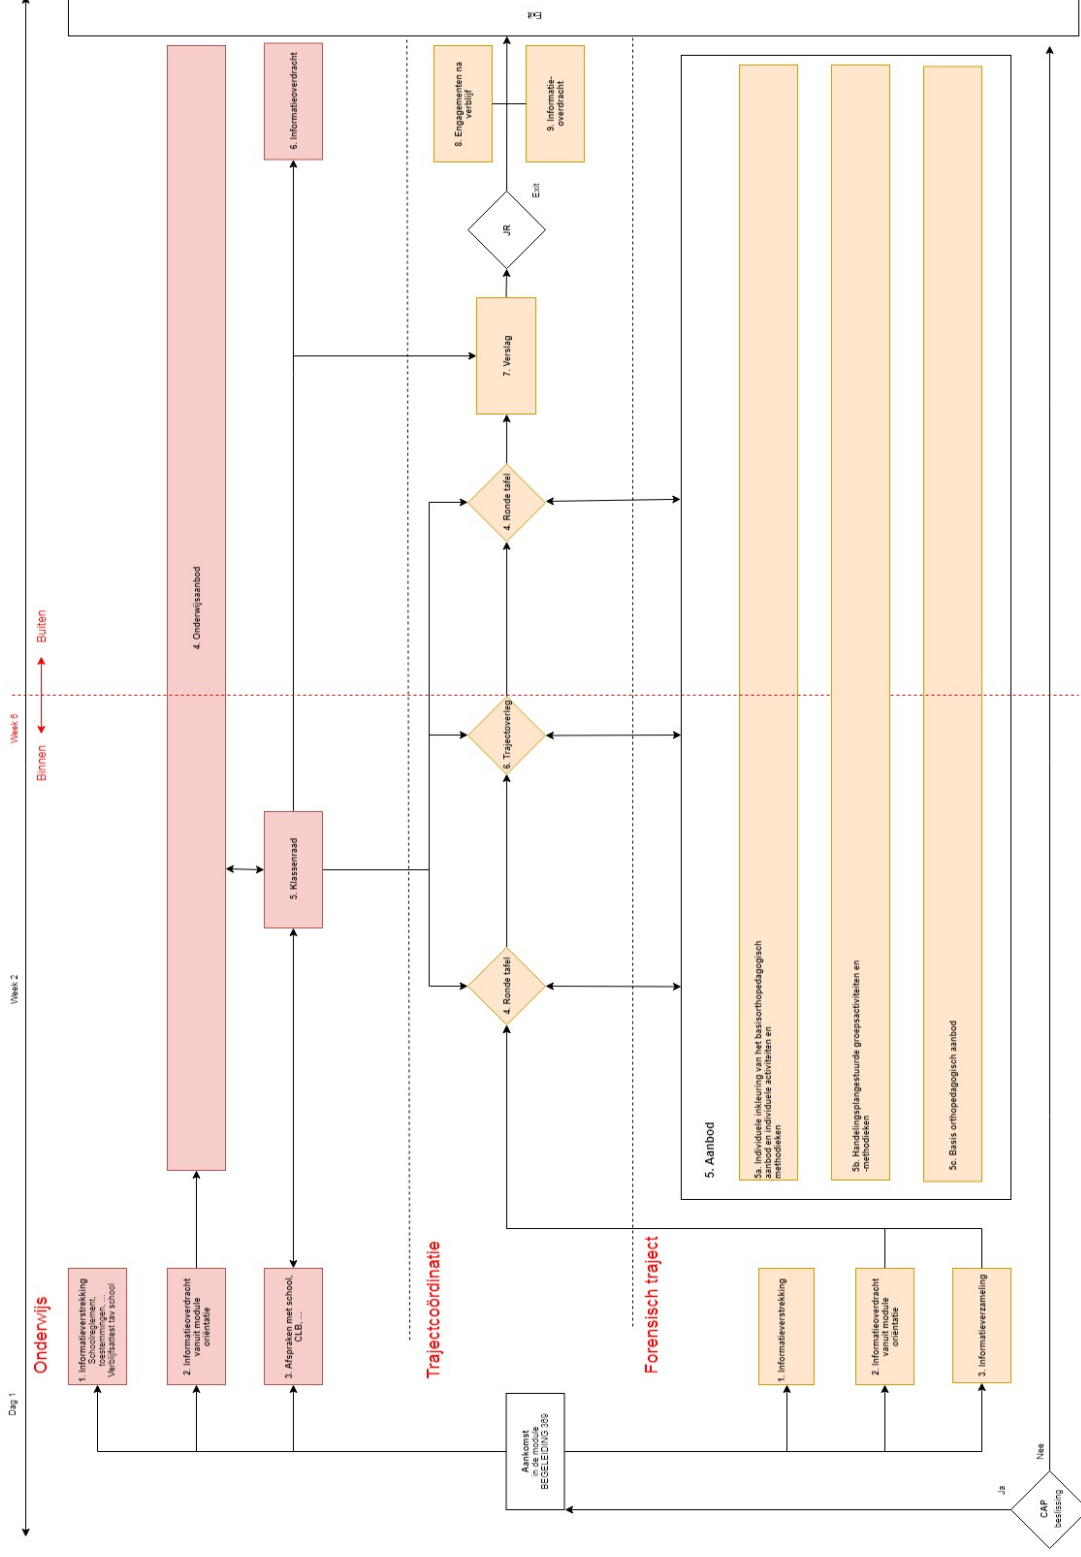 Dag 1
Week 2
Week 6
Binnen
Buiten
Onderwijs
1. Informatieverstrekking
Schoolreglement,
toestemmingen, ...
Verblijfsattest tav school
2. Informatieoverdracht
vanuit module
oriëntatie
3. Afspraken met school,
CLB, ...
4. Onderwijsaanbod
5. Klassenraad
6. Informatieoverdracht
Trajectcoördinatie
Aankomst
in de module
BEGELEIDING 369
4. Ronde tafel
6. Trajectoverleg
4. Ronde tafel
7. Verslag
JR
Exit
8. Engagementen na
verblijf
9. Informatie-
overdracht
Forensisch traject
1. Informatieverstrekking
2. Informatieoverdracht
vanuit module
oriëntatie
3. Informatieverzameling
5. Aanbod
5a. Individuele inkleuring van het basisorthopedagogisch
aanbod en individuele activiteiten en
methodieken
5b. Handelingsplangestuurde groepsactiviteiten en
-methodieken
5c. Basis orthopedagogisch aanbod
CAP
beslissing
Ja
Nee